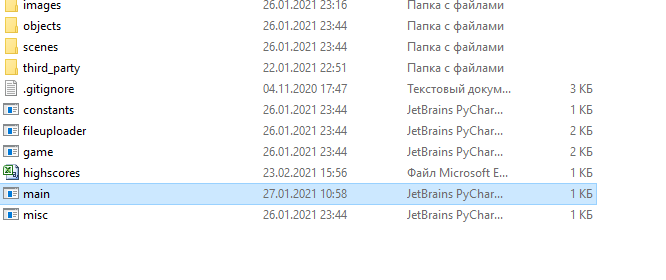 images 26.01.2021 23:16 Папка с файлами
objects 26.01.2021 23:44 Папка с файлами
scenes 26.01.2021 23:44 Папка с файлами
third_party 22.01.2021 22:51 Папка с файлами
.gitignore 04.11.2020 17:47 Текстовый докум... 3 КБ
constants 26.01.2021 23:44 JetBrains PyChar... 1 КБ
fileuploader 26.01.2021 23:44 JetBrains PyChar... 2 КБ
game 26.01.2021 23:44 JetBrains PyChar... 2 КБ
highscores 23.02.2021 15:56 Файл Microsoft E... 1 КБ
main 27.01.2021 10:58 JetBrains PyChar... 1 КБ
misc 26.01.2021 23:44 JetBrains PyChar... 1 КБ